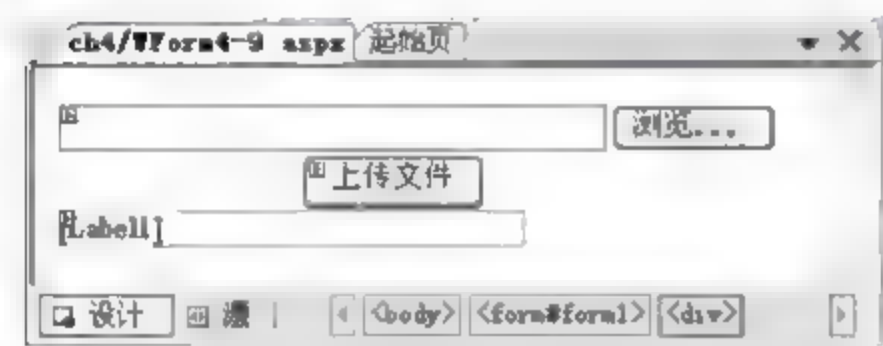 ch4/WForm4-9 aspx 起始页
浏览...
上传文件
[Label1]
设计 源 <body> <form#form1> <div>